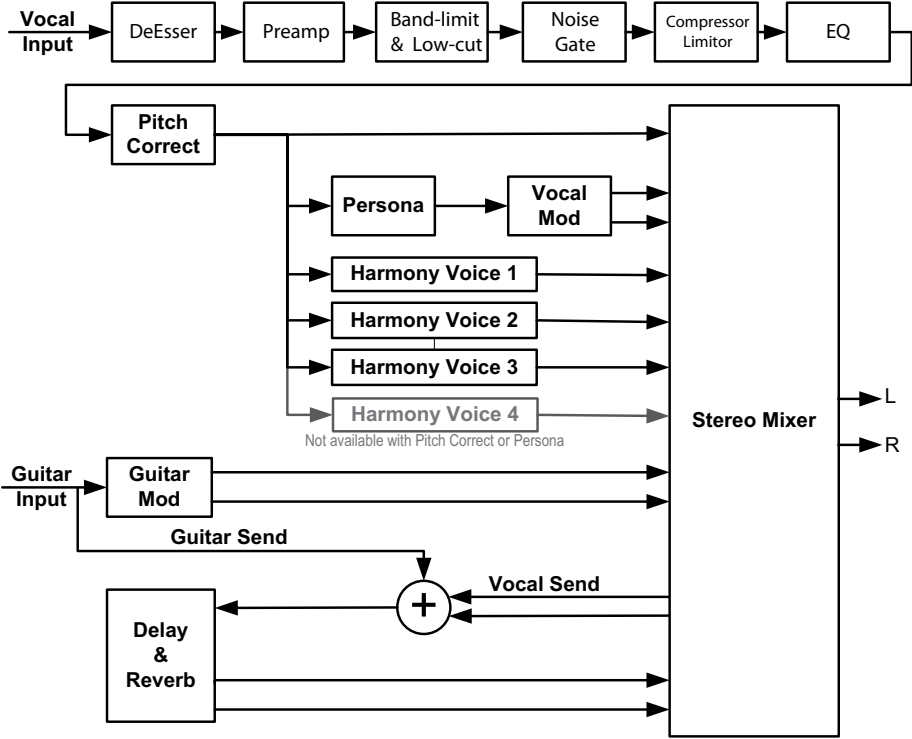 Vocal
Input
DeEsser
Preamp
Band-limit
& Low-cut
Noise
Gate
Compressor
Limitor
EQ
Pitch
Correct
Persona
Vocal
Mod
Harmony Voice 1
Harmony Voice 2
Harmony Voice 3
Harmony Voice 4
Not available with Pitch Correct or Persona
Stereo Mixer
L
R
Guitar
Input
Guitar
Mod
Guitar Send
Vocal Send
+
Delay
&
Reverb